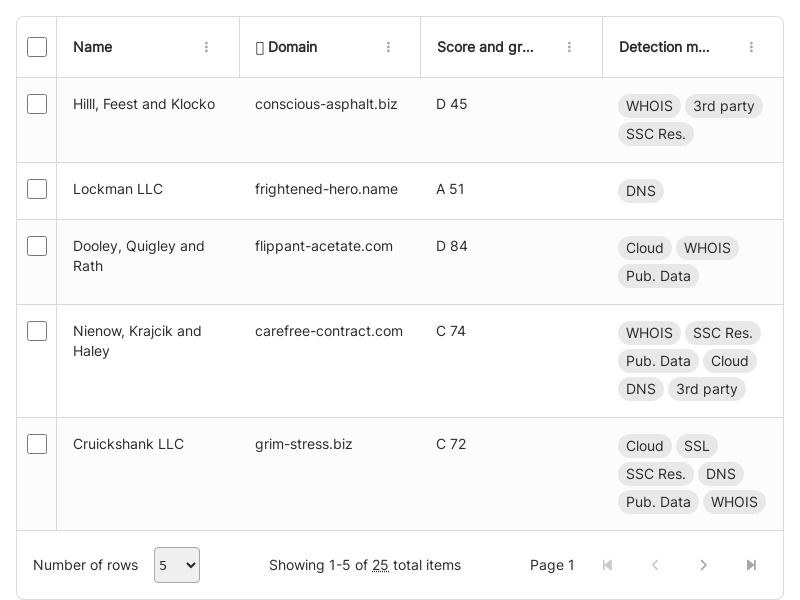 Name Domain Score and gr... Detection m...
Hilll, Feest and Klocko conscious-asphalt.biz D 45 WHOIS 3rd party
SSC Res.
Lockman LLC frightened-hero.name A 51 DNS
Dooley, Quigley and flippant-acetate.com D 84 Cloud WHOIS
Rath Pub. Data
Nienow, Krajcik and carefree-contract.com C 74 WHOIS SSC Res.
Haley Pub. Data Cloud
DNS 3rd party
Cruickshank LLC grim-stress.biz C 72 Cloud SSL
SSC Res. DNS
Pub. Data WHOIS
Number of rows 5 Showing 1-5 of 25 total items Page 1